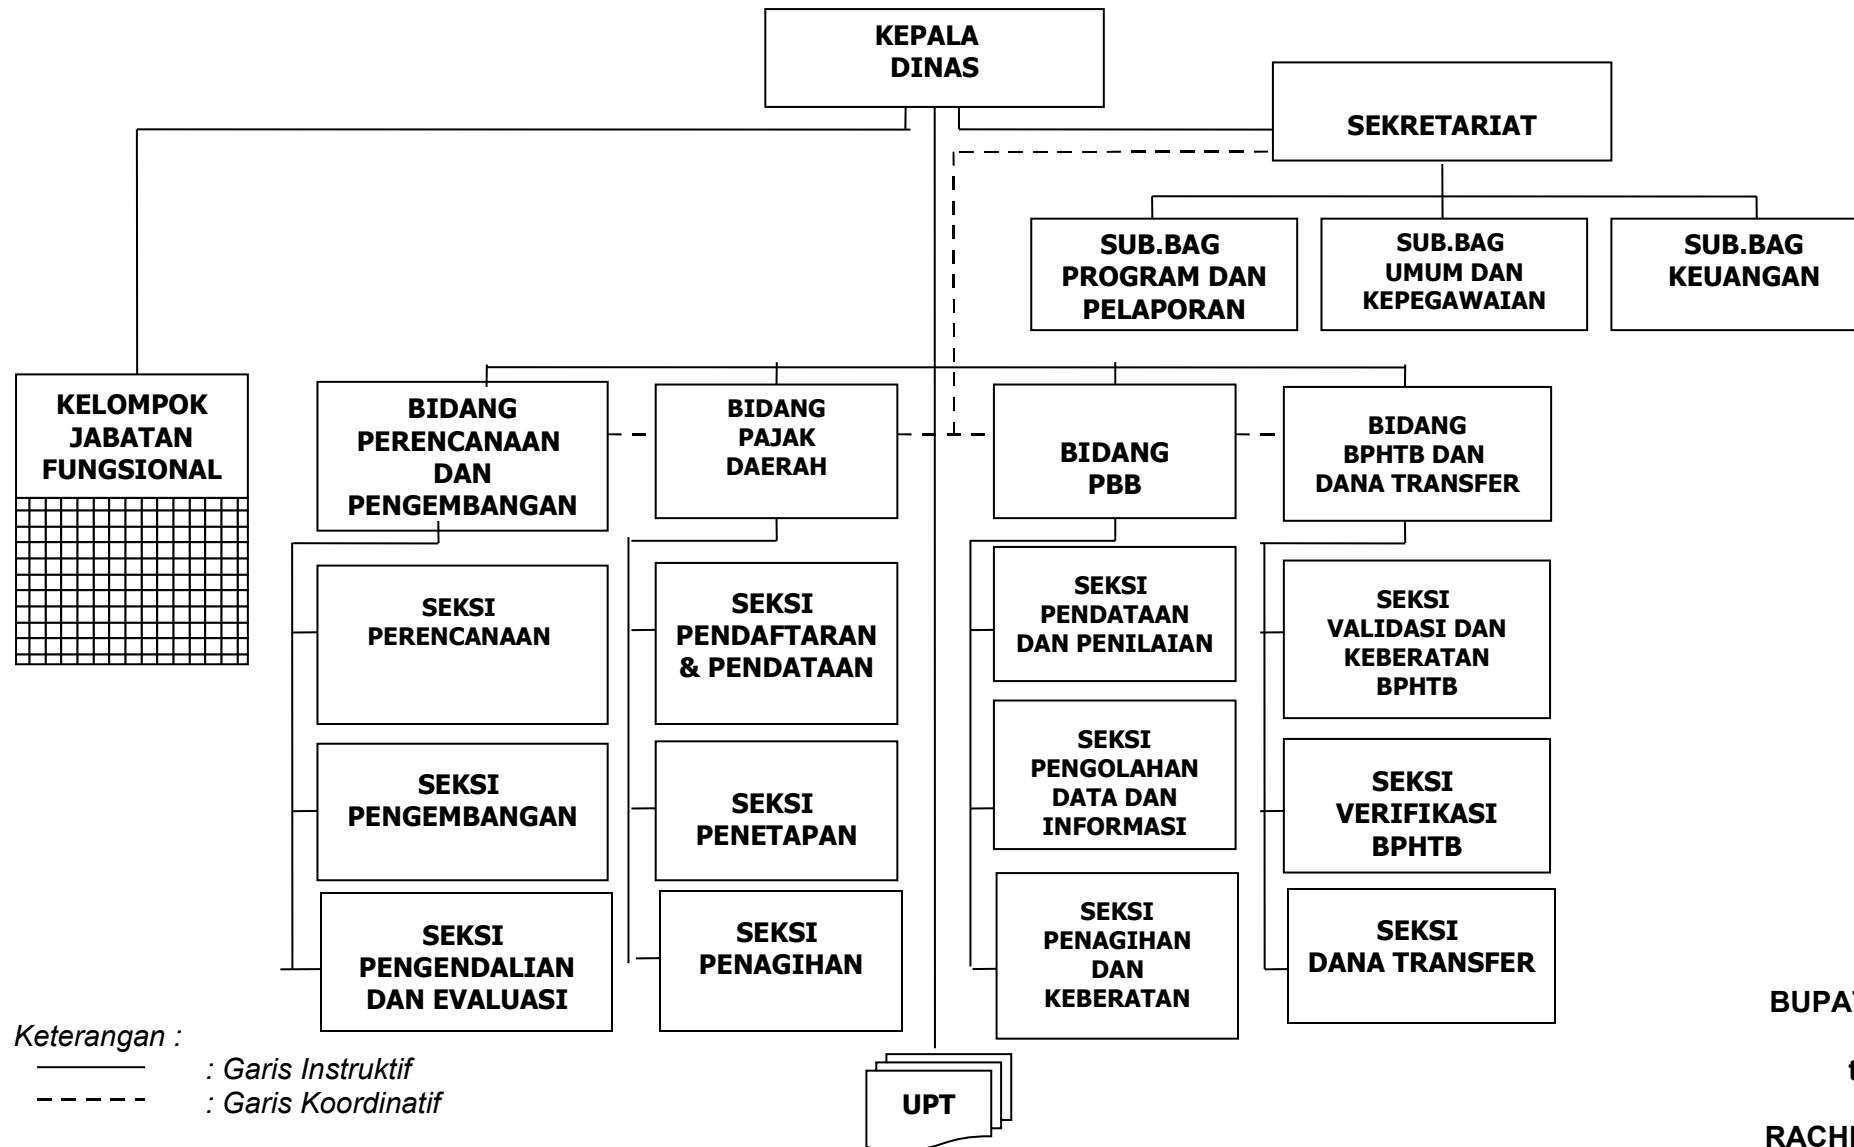 KEPALA
DINAS
SEKRETARIAT
SUB.BAG
PROGRAM DAN
PELAPORAN
SUB.BAG
UMUM DAN
KEPEGAWAIAN
SUB.BAG
KEUANGAN
KELOMPOK
JABATAN
FUNGSIONAL
BIDANG
PERENCANAAN
DAN
PENGEMBANGAN
BIDANG
PAJAK
DAERAH
BIDANG
PBB
BIDANG
BPHTB DAN
DANA TRANSFER
SEKSI
PERENCANAAN
SEKSI
PENDAFTARAN
& PENDATAAN
SEKSI
PENDATAAN
DAN PENILAIAN
SEKSI
VALIDASI DAN
KEBERATAN
BPHTB
SEKSI
PENGEMBANGAN
SEKSI
PENETAPAN
SEKSI
PENGOLAHAN
DATA DAN
INFORMASI
SEKSI
VERIFIKASI
BPHTB
SEKSI
PENGENDALIAN
DAN EVALUASI
SEKSI
PENAGIHAN
SEKSI
PENAGIHAN
DAN
KEBERATAN
SEKSI
DANA TRANSFER
Keterangan :
: Garis Instruktif
: Garis Koordinatif
UPT